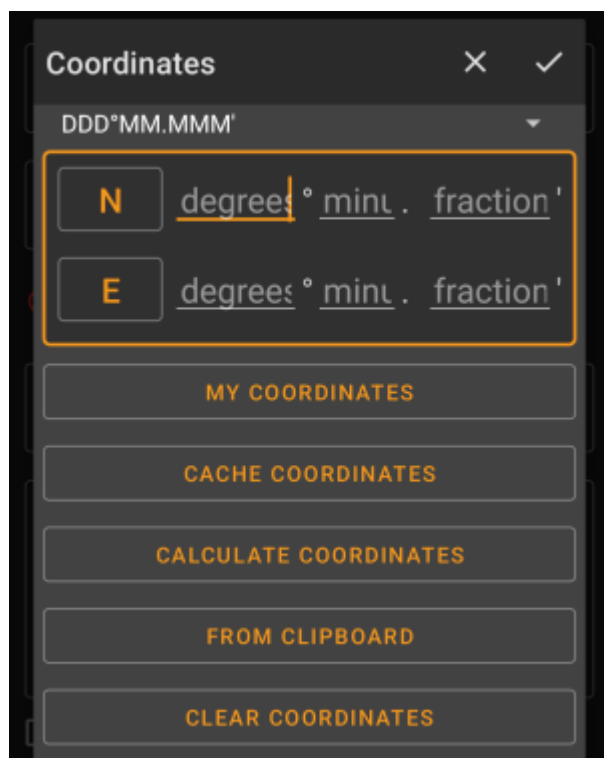 Coordinates
DDD°MM.MMM'
N degrees ° minu . fraction '
E degrees ° minu . fraction '
MY COORDINATES
CACHE COORDINATES
CALCULATE COORDINATES
FROM CLIPBOARD
CLEAR COORDINATES